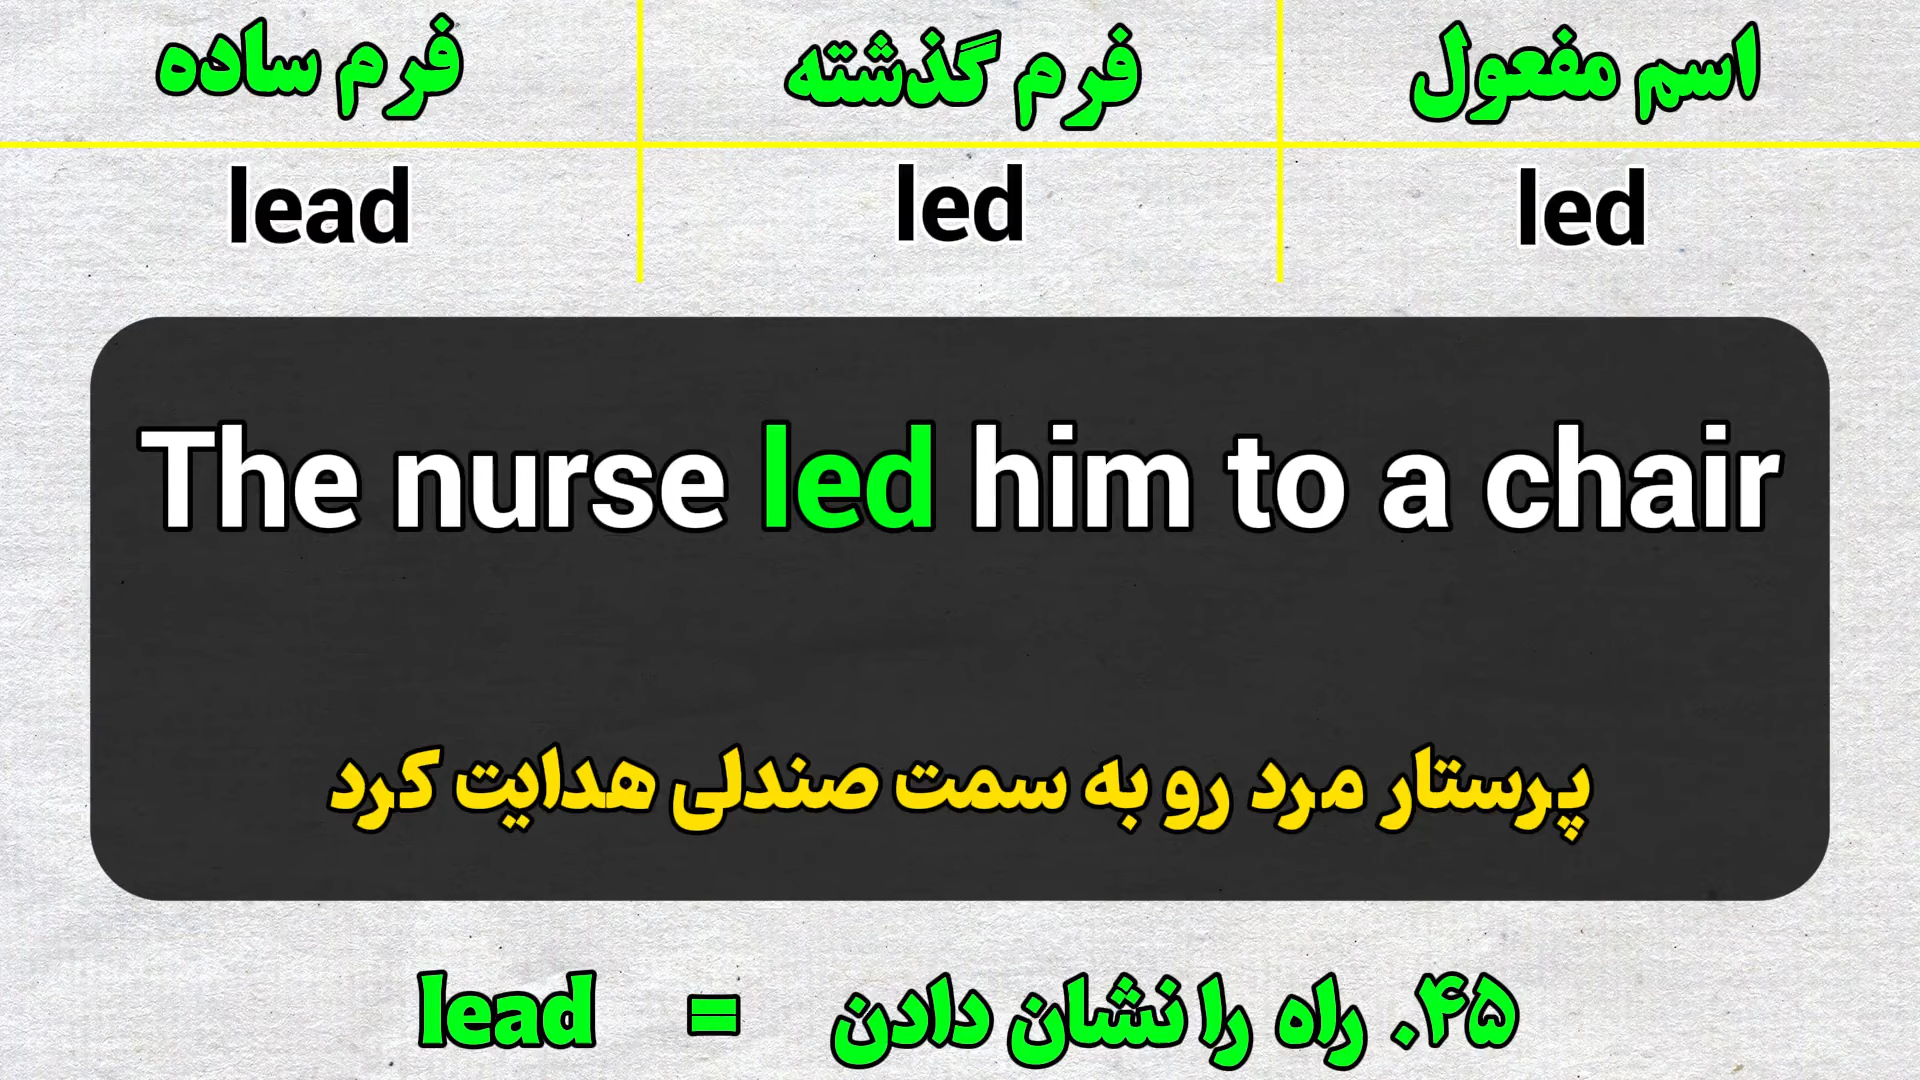 فرم ساده
فرم گذشته
اسم مفعول
lead
led
led
The nurse led him to a chair
پرستار مرد رو به سمت صندلی هدایت کرد
۴۵. راه را نشان دادن = lead